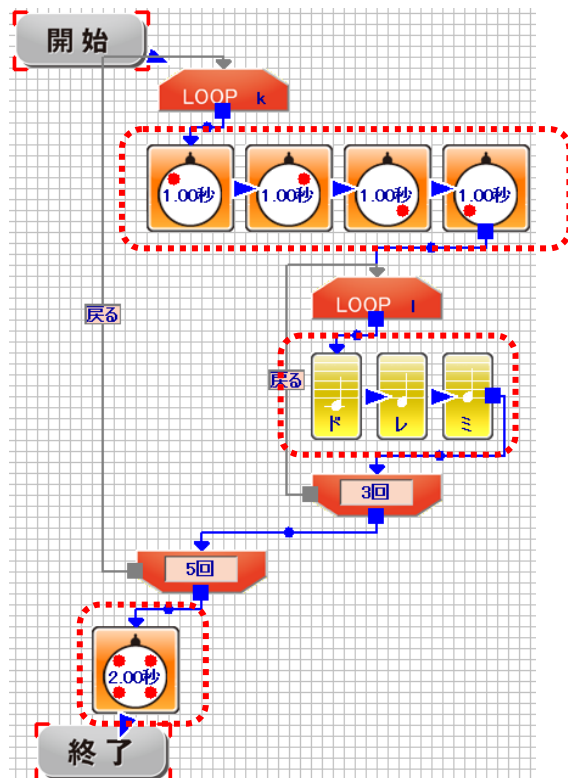 開始
LOOP k
1.00秒 1.00秒 1.00秒 1.00秒
LOOP l
戻る
戻る
ド レ ミ
3回
5回
2.00秒
終了